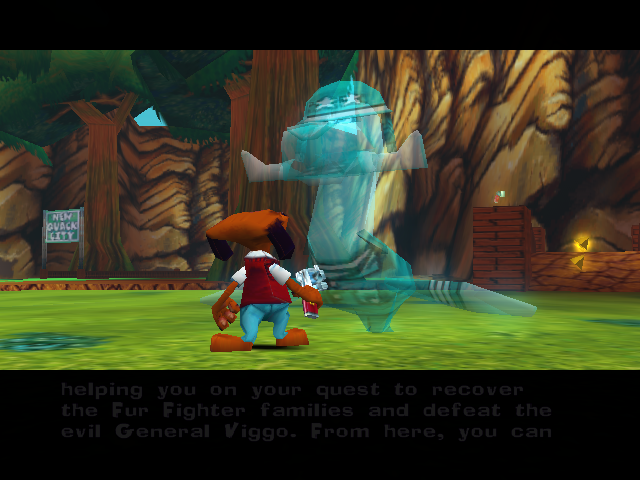 NEW
QUACK
CITY
helping you on your quest to recover
the Fur Fighter families and defeat the
evil General Viggo. From here, you can